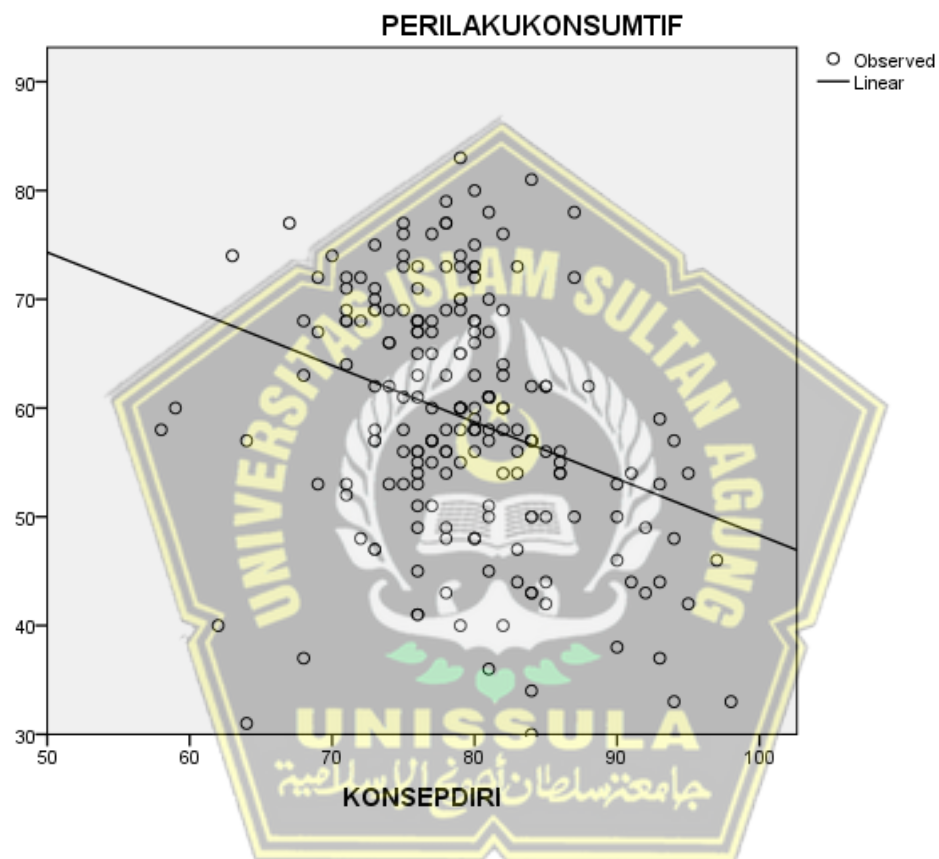 PERILAKUKONSUMTIF
Observed
Linear
90
80
70
60
50
40
30
50 60 70 80 90 100
KONSEPDIRI
UNIVERSITAS ISLAM SULTAN AGUNG
UNISSULA
جامعة سلطان أجونج الإسلامية